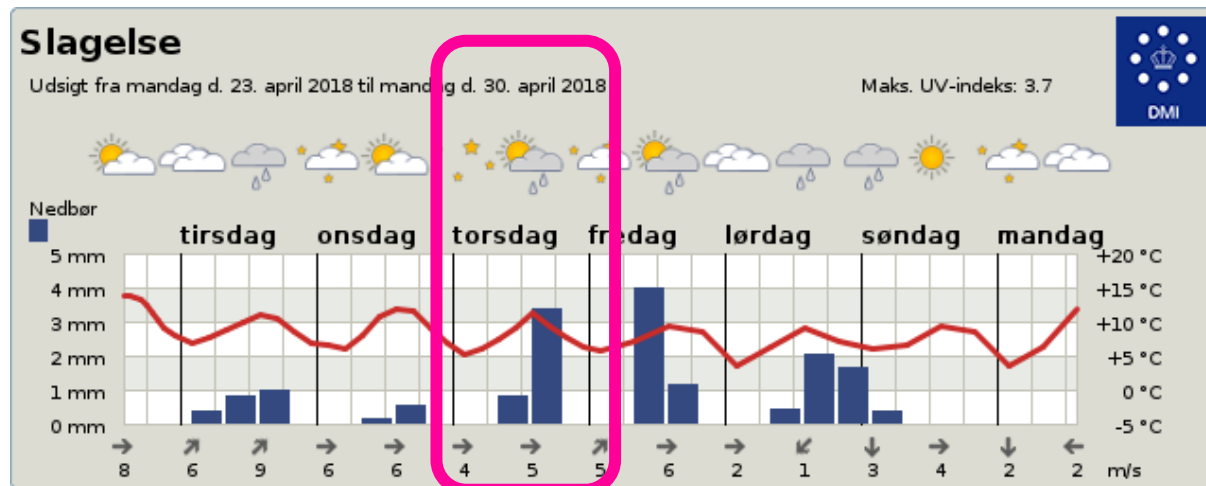 Slagelse
Udsigt fra mandag d. 23. april 2018 til mandag d. 30. april 2018
Maks. UV-indeks: 3.7
DMI
Nedbør
tirsdag onsdag torsdag fredag lørdag søndag mandag
5 mm +20 °C
4 mm +15 °C
3 mm +10 °C
2 mm +5 °C
1 mm 0 °C
0 mm -5 °C
8 6 9 6 6 4 5 5 6 2 1 3 4 2 2 m/s